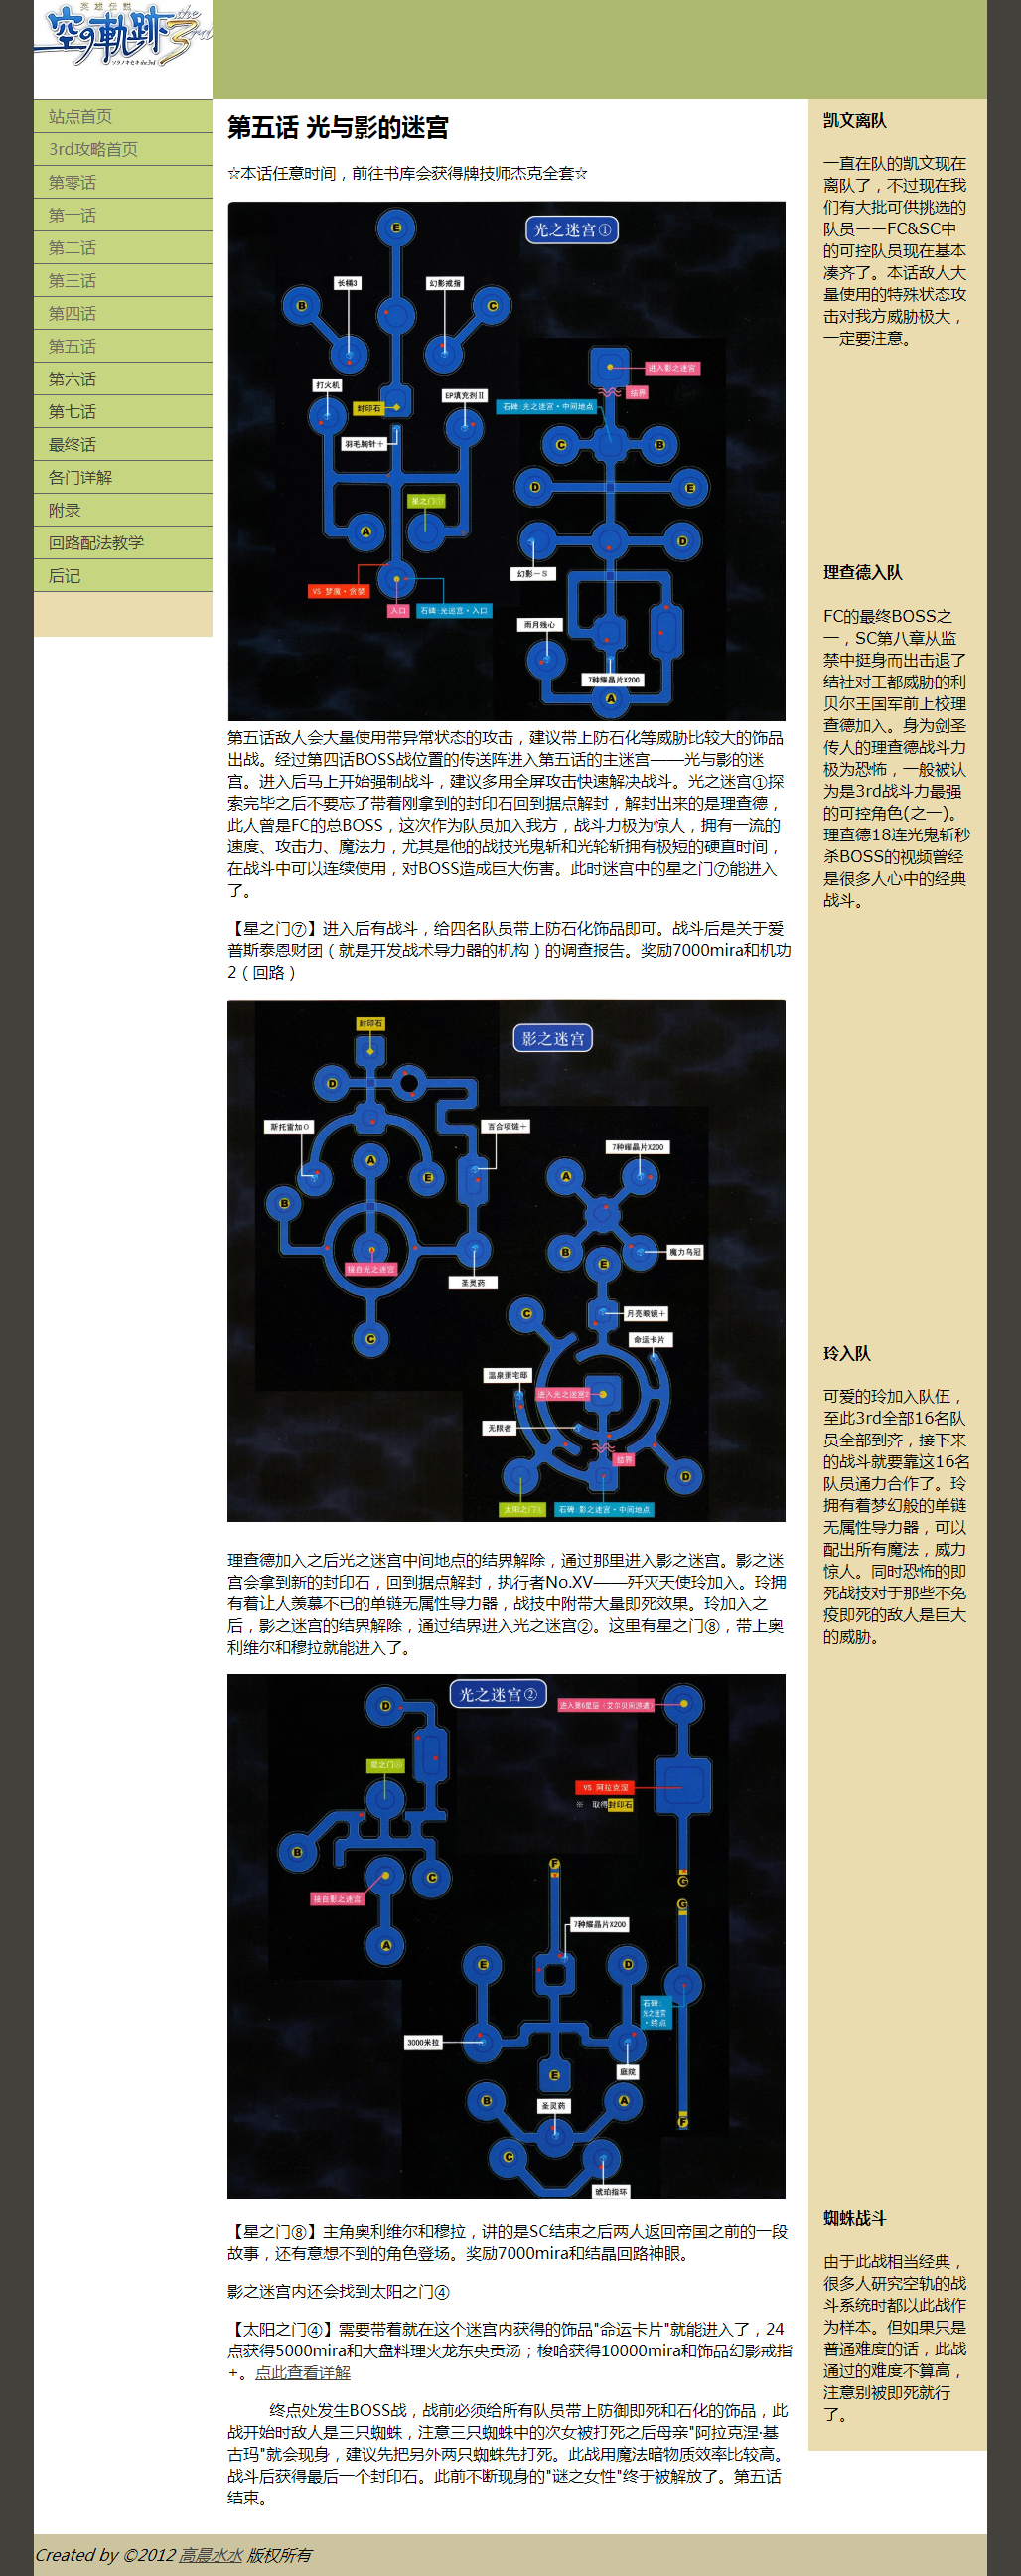 英雄伝説
空の軌跡 the 3rd
ソラノキセキ the 3rd
站点首页
3rd攻略首页
第零话
第一话
第二话
第三话
第四话
第五话
第六话
第七话
最终话
各门详解
附录
回路配法教学
后记
第五话 光与影的迷宫
☆本话任意时间，前往书库会获得牌技师杰克全套☆
光之迷宫①
E
长桶3
幻影戒指
B
C
打火机
EP填充剂II
封印石
羽毛胸针＋
星之门⑦
A
VS 梦魇·贪婪
入口
石碑:光迷宫·入口
进入影之迷宫
结界
石碑:光之迷宫·中间地点
C
B
D
E
D
幻影－S
雨月残心
7种耀晶片X200
A
第五话敌人会大量使用带异常状态的攻击，建议带上防石化等威胁比较大的饰品
出战。经过第四话BOSS战位置的传送阵进入第五话的主迷宫——光与影的迷
宫。进入后马上开始强制战斗，建议多用全屏攻击快速解决战斗。光之迷宫①探
索完毕之后不要忘了带着刚拿到的封印石回到据点解封，解封出来的是理查德，
此人曾是FC的总BOSS，这次作为队员加入我方，战斗力极为惊人，拥有一流的
速度、攻击力、魔法力，尤其是他的战技光鬼斩和光轮斩拥有极短的硬直时间，
在战斗中可以连续使用，对BOSS造成巨大伤害。此时迷宫中的星之门⑦能进入
了。
【星之门⑦】进入后有战斗，给四名队员带上防石化饰品即可。战斗后是关于爱
普斯泰恩财团（就是开发战术导力器的机构）的调查报告。奖励7000mira和机功
2（回路）
影之迷宫
封印石
D
斯托雷加O
百合项链＋
A
E
B
接自光之迷宫
圣灵药
C
7种耀晶片X200
A
B
魔力乌冠
E
C
月亮眼镜＋
命运卡片
温泉蛋宅邸
进入光之迷宫2
无限者
结界
D
太阳之门④
石碑:影之迷宫·中间地点
理查德加入之后光之迷宫中间地点的结界解除，通过那里进入影之迷宫。影之迷
宫会拿到新的封印石，回到据点解封，执行者No.XV——歼灭天使玲加入。玲拥
有着让人羡慕不已的单链无属性导力器，战技中附带大量即死效果。玲加入之
后，影之迷宫的结界解除，通过结界进入光之迷宫②。这里有星之门⑧，带上奥
利维尔和穆拉就能进入了。
光之迷宫②
D
星之门⑧
B
C
接自影之迷宫
A
进入第6星层（艾尔贝周游道）
VS 阿拉克涅
※ 取得封印石
G
G
F
7种耀晶片X200
E
D
石碑:
光之迷宫
·终点
3000米拉
E
圣灵药
B
A
F
C
琥珀指环
【星之门⑧】主角奥利维尔和穆拉，讲的是SC结束之后两人返回帝国之前的一段
故事，还有意想不到的角色登场。奖励7000mira和结晶回路神眼。
影之迷宫内还会找到太阳之门④
【太阳之门④】需要带着就在这个迷宫内获得的饰品"命运卡片"就能进入了，24
点获得5000mira和大盘料理火龙东央贡汤；梭哈获得10000mira和饰品幻影戒指
+。点此查看详解
终点处发生BOSS战，战前必须给所有队员带上防御即死和石化的饰品，此
战开始时敌人是三只蜘蛛，注意三只蜘蛛中的次女被打死之后母亲"阿拉克涅·基
古玛"就会现身，建议先把另外两只蜘蛛先打死。此战用魔法暗物质效率比较高。
战斗后获得最后一个封印石。此前不断现身的"谜之女性"终于被解放了。第五话
结束。
凯文离队
一直在队的凯文现在
离队了，不过现在我
们有大批可供挑选的
队员——FC&SC中
的可控队员现在基本
凑齐了。本话敌人大
量使用的特殊状态攻
击对我方威胁极大，
一定要注意。
理查德入队
FC的最终BOSS之
一，SC第八章从监
禁中挺身而出击退了
结社对王都威胁的利
贝尔王国军前上校理
查德加入。身为剑圣
传人的理查德战斗力
极为恐怖，一般被认
为是3rd战斗力最强
的可控角色(之一)。
理查德18连光鬼斩秒
杀BOSS的视频曾经
是很多人心中的经典
战斗。
玲入队
可爱的玲加入队伍，
至此3rd全部16名队
员全部到齐，接下来
的战斗就要靠这16名
队员通力合作了。玲
拥有着梦幻般的单链
无属性导力器，可以
配出所有魔法，威力
惊人。同时恐怖的即
死战技对于那些不免
疫即死的敌人是巨大
的威胁。
蜘蛛战斗
由于此战相当经典，
很多人研究空轨的战
斗系统时都以此战作
为样本。但如果只是
普通难度的话，此战
通过的难度不算高，
注意别被即死就行
了。
Created by ©2012 高晨水水 版权所有